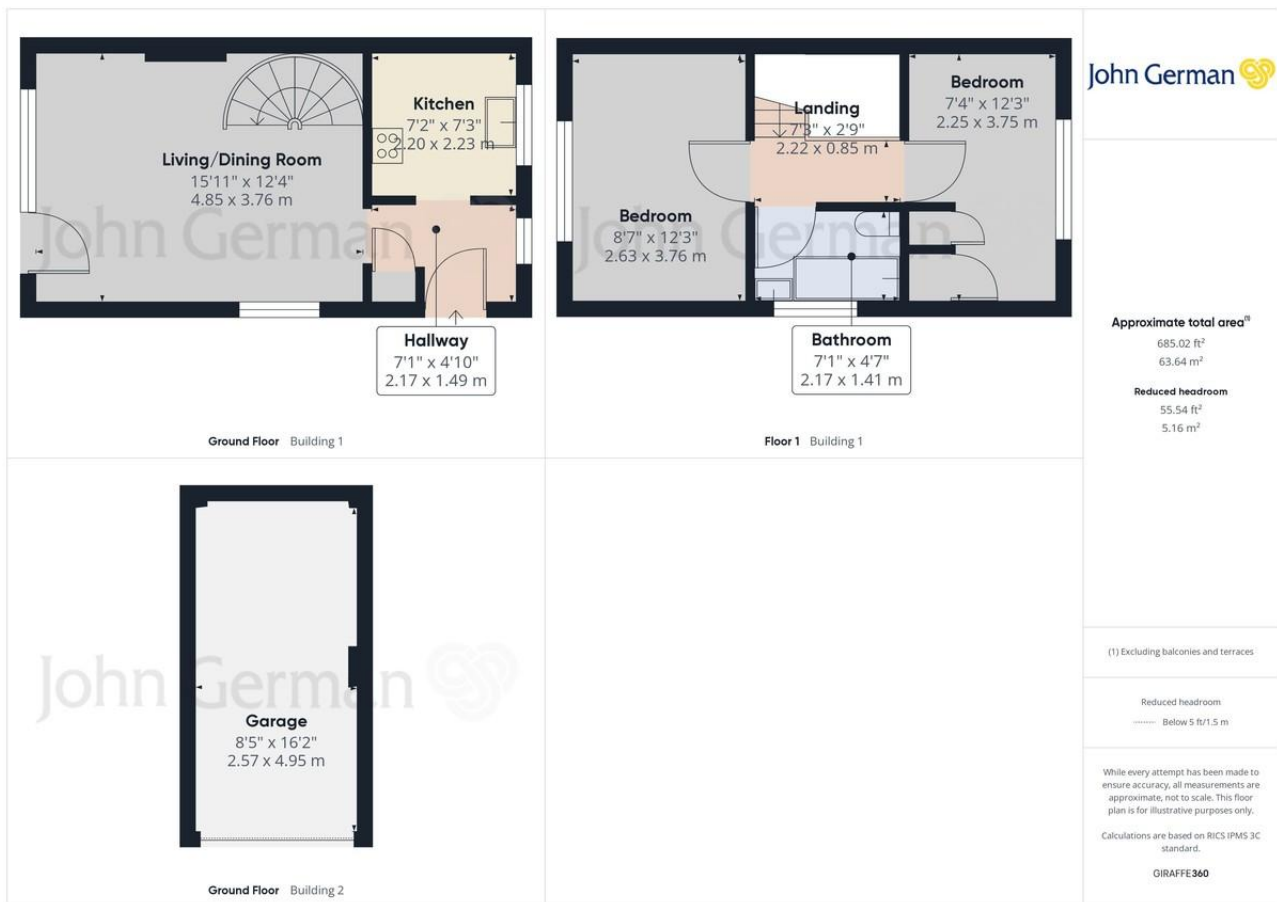 Kitchen
7'2" x 7'3"
2.20 x 2.23 m
Living/Dining Room
15'11" x 12'4"
4.85 x 3.76 m
John German
Hallway
7'1" x 4'10"
2.17 x 1.49 m
Ground Floor Building 1
Landing
7'3" x 2'9"
2.22 x 0.85 m
Bedroom
7'4" x 12'3"
2.25 x 3.75 m
Bedroom
8'7" x 12'3"
2.63 x 3.76 m
John German
Bathroom
7'1" x 4'7"
2.17 x 1.41 m
Floor 1 Building 1
John German
Garage
8'5" x 16'2"
2.57 x 4.95 m
Ground Floor Building 2
John German
Approximate total area(1)
685.02 ft²
63.64 m²
Reduced headroom
55.54 ft²
5.16 m²
(1) Excluding balconies and terraces
Reduced headroom
Below 5 ft/1.5 m
While every attempt has been made to
ensure accuracy, all measurements are
approximate, not to scale. This floor
plan is for illustrative purposes only.
Calculations are based on RICS IPMS 3C
standard.
GIRAFFE360